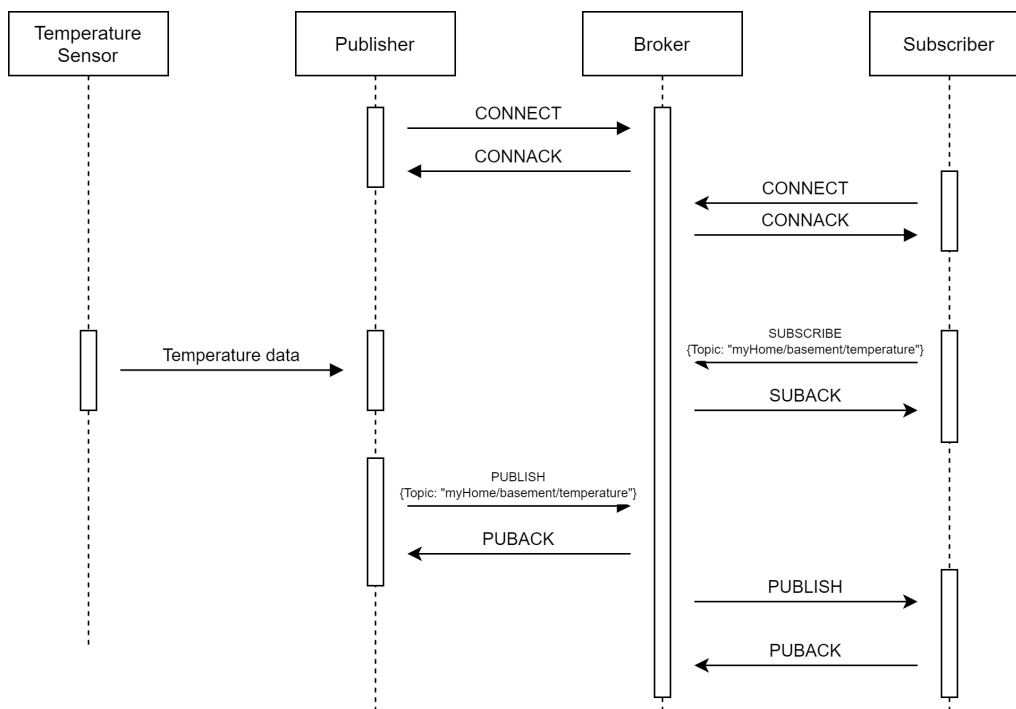 Temperature
Sensor
Publisher
Broker
Subscriber
CONNECT
CONNACK
CONNECT
CONNACK
Temperature data
SUBSCRIBE
{Topic: "myHome/basement/temperature"}
SUBACK
PUBLISH
{Topic: "myHome/basement/temperature"}
PUBACK
PUBLISH
PUBACK